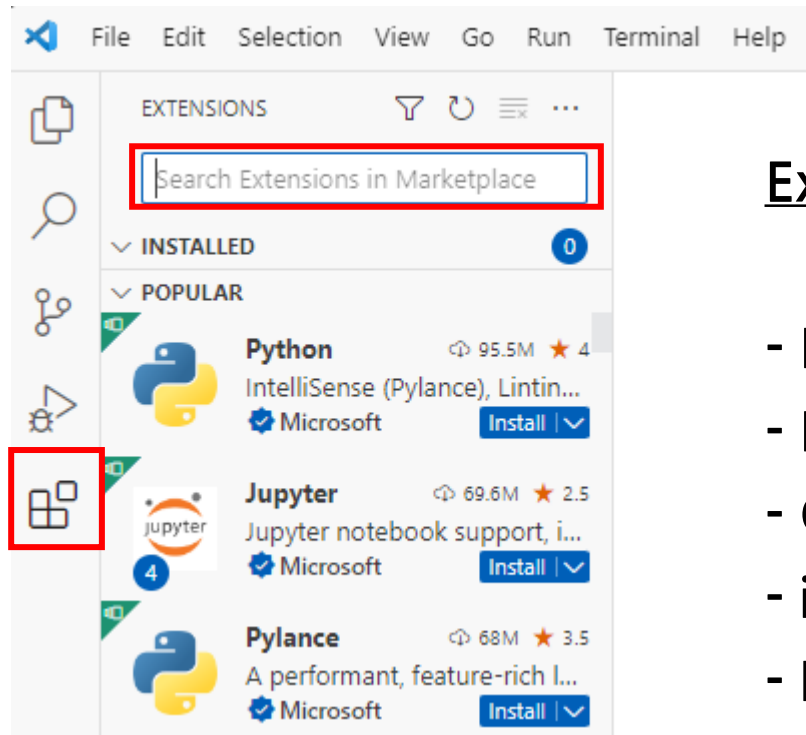 File Edit Selection View Go Run Terminal Help
EXTENSIONS
Search Extensions in Marketplace
INSTALLED 0
POPULAR
Python 95.5M ★ 4
IntelliSense (Pylance), Lintin...
Microsoft Install
Jupyter 69.6M ★ 2.5
jupyter
Jupyter notebook support, i...
4 Microsoft Install
Pylance 68M ★ 3.5
A performant, feature-rich l...
Microsoft Install